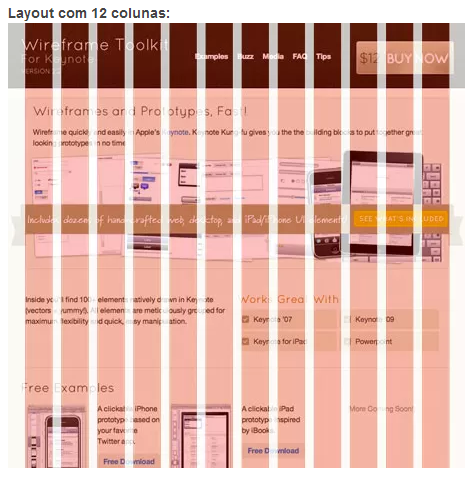 Layout com 12 colunas:
Wireframe Toolkit
For Keynote
VERSION
Examples Buzz Media FAQ Tips
$12 BUY NOW
Wireframes and Prototypes, Fast!
Wireframe quickly and easily in Apple's Keynote. Keynote Kung-fu gives you the the building blocks to put together great
looking prototypes in no time
Includes dozens of handcrafted web, desktop, and iPad/iPhone UI elements!
SEE WHAT'S INCLUDED
Inside you'll find 100+ elements natively drawn in Keynote
(vectors = yummy!). All elements are meticulously grouped for
maximum flexibility and quick, easy manipulation.
Works Great With
Keynote '07
Keynote '09
Keynote for iPad
Powerpoint
Free Examples
A clickable iPhone
prototype based on
your favorite
Twitter app.
Free Download
A clickable iPad
prototype inspired
by iBooks.
Free Download
More Coming Soon!